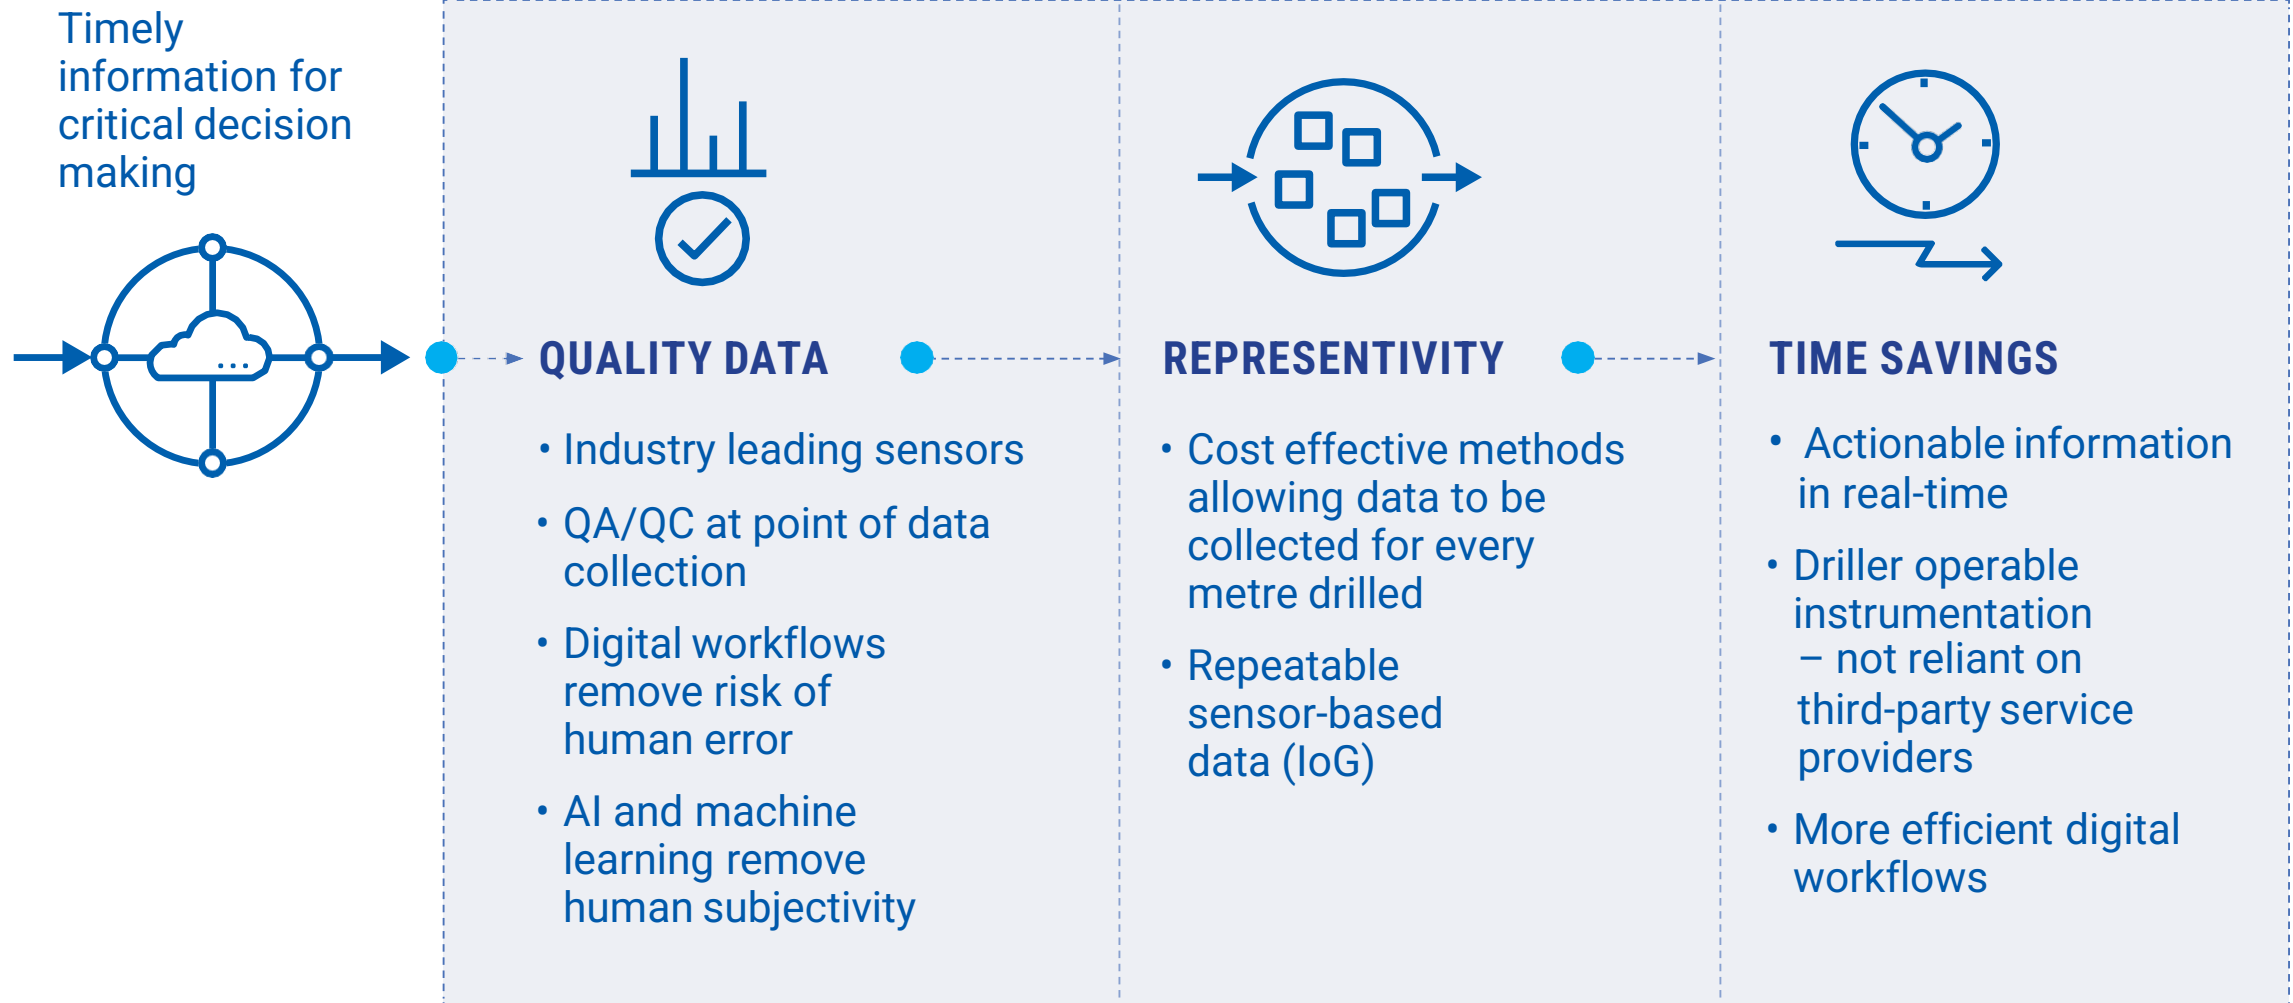 Timely
information for
critical decision
making
QUALITY DATA
• Industry leading sensors
• QA/QC at point of data
collection
• Digital workflows
remove risk of
human error
• AI and machine
learning remove
human subjectivity
REPRESENTIVITY
• Cost effective methods
allowing data to be
collected for every
metre drilled
• Repeatable
sensor-based
data (IoG)
TIME SAVINGS
• Actionable information
in real-time
• Driller operable
instrumentation
– not reliant on
third-party service
providers
• More efficient digital
workflows